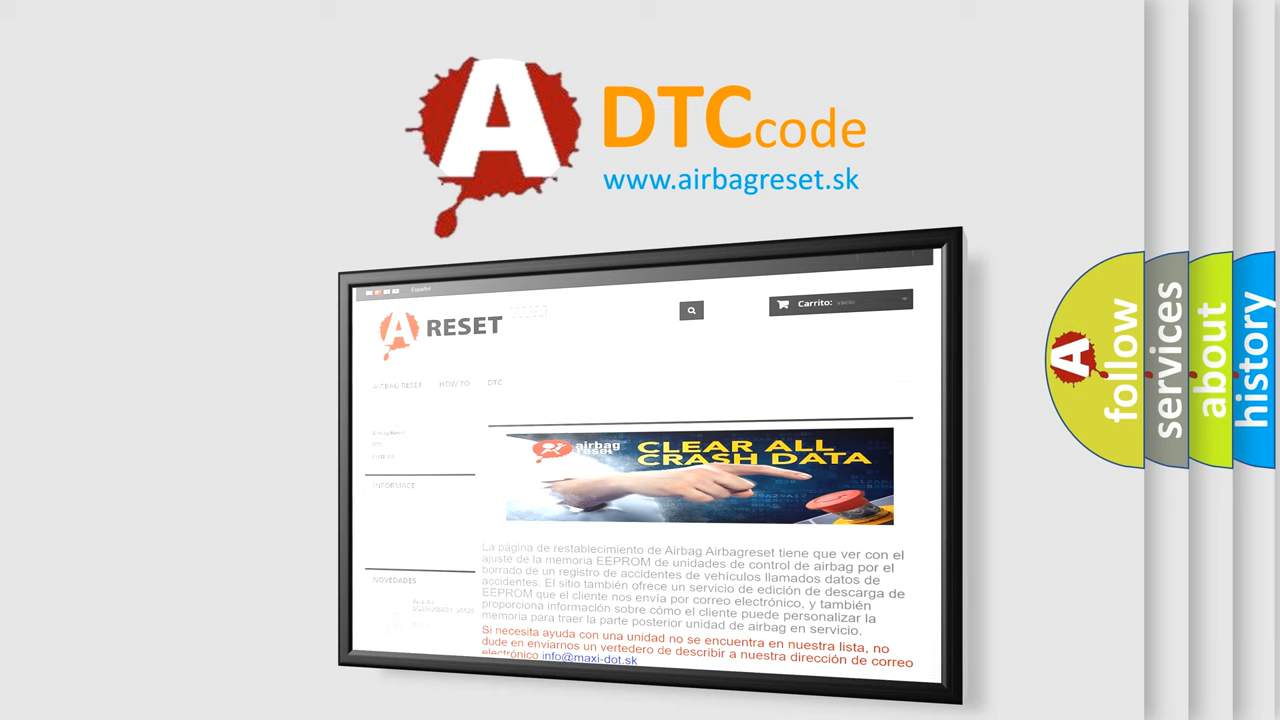 A
DTCcode
www.airbagreset.sk
Español
A RESET
Carrito: vacío
AIRBAG RESET HOW TO DTC
INFORMACE
CLEAR ALL
airbag
reset
CRASH DATA
La página de restablecimiento de Airbag Airbagreset tiene que ver con el
ajuste de la memoria EEPROM de unidades de control de airbag por el
borrado de un registro de accidentes de vehículos llamados datos de
accidentes. El sitio también ofrece un servicio de edición de descarga de
EEPROM que el cliente nos envía por correo electrónico, y también
proporciona información sobre cómo el cliente puede personalizar la
memoria para traer la parte posterior unidad de airbag en servicio.
Si necesita ayuda con una unidad no se encuentra en nuestra lista, no
dude en enviarnos un vertedero de describir a nuestra dirección de correo
electrónico info@maxi-dot.sk
NOVEDADES
A
follow
services
about
history